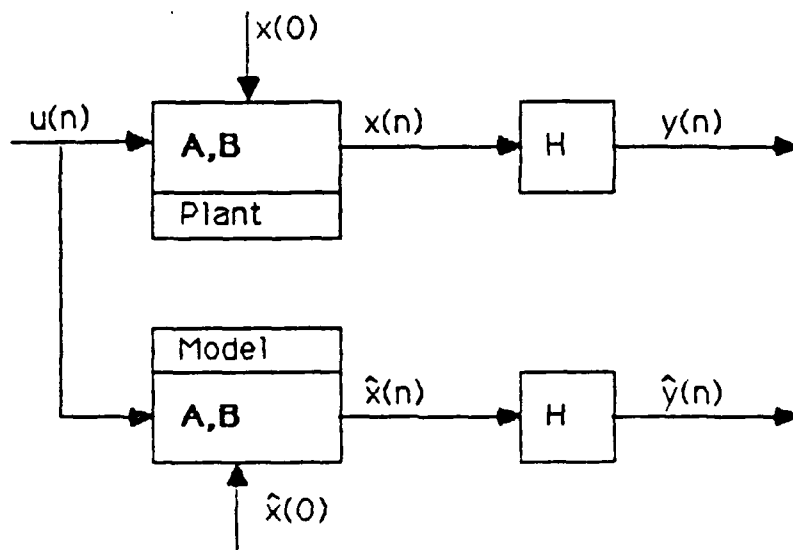 x(0)
u(n)
A,B
x(n)
H
y(n)
Plant
Model
A,B
x̂(n)
H
ŷ(n)
x̂(0)